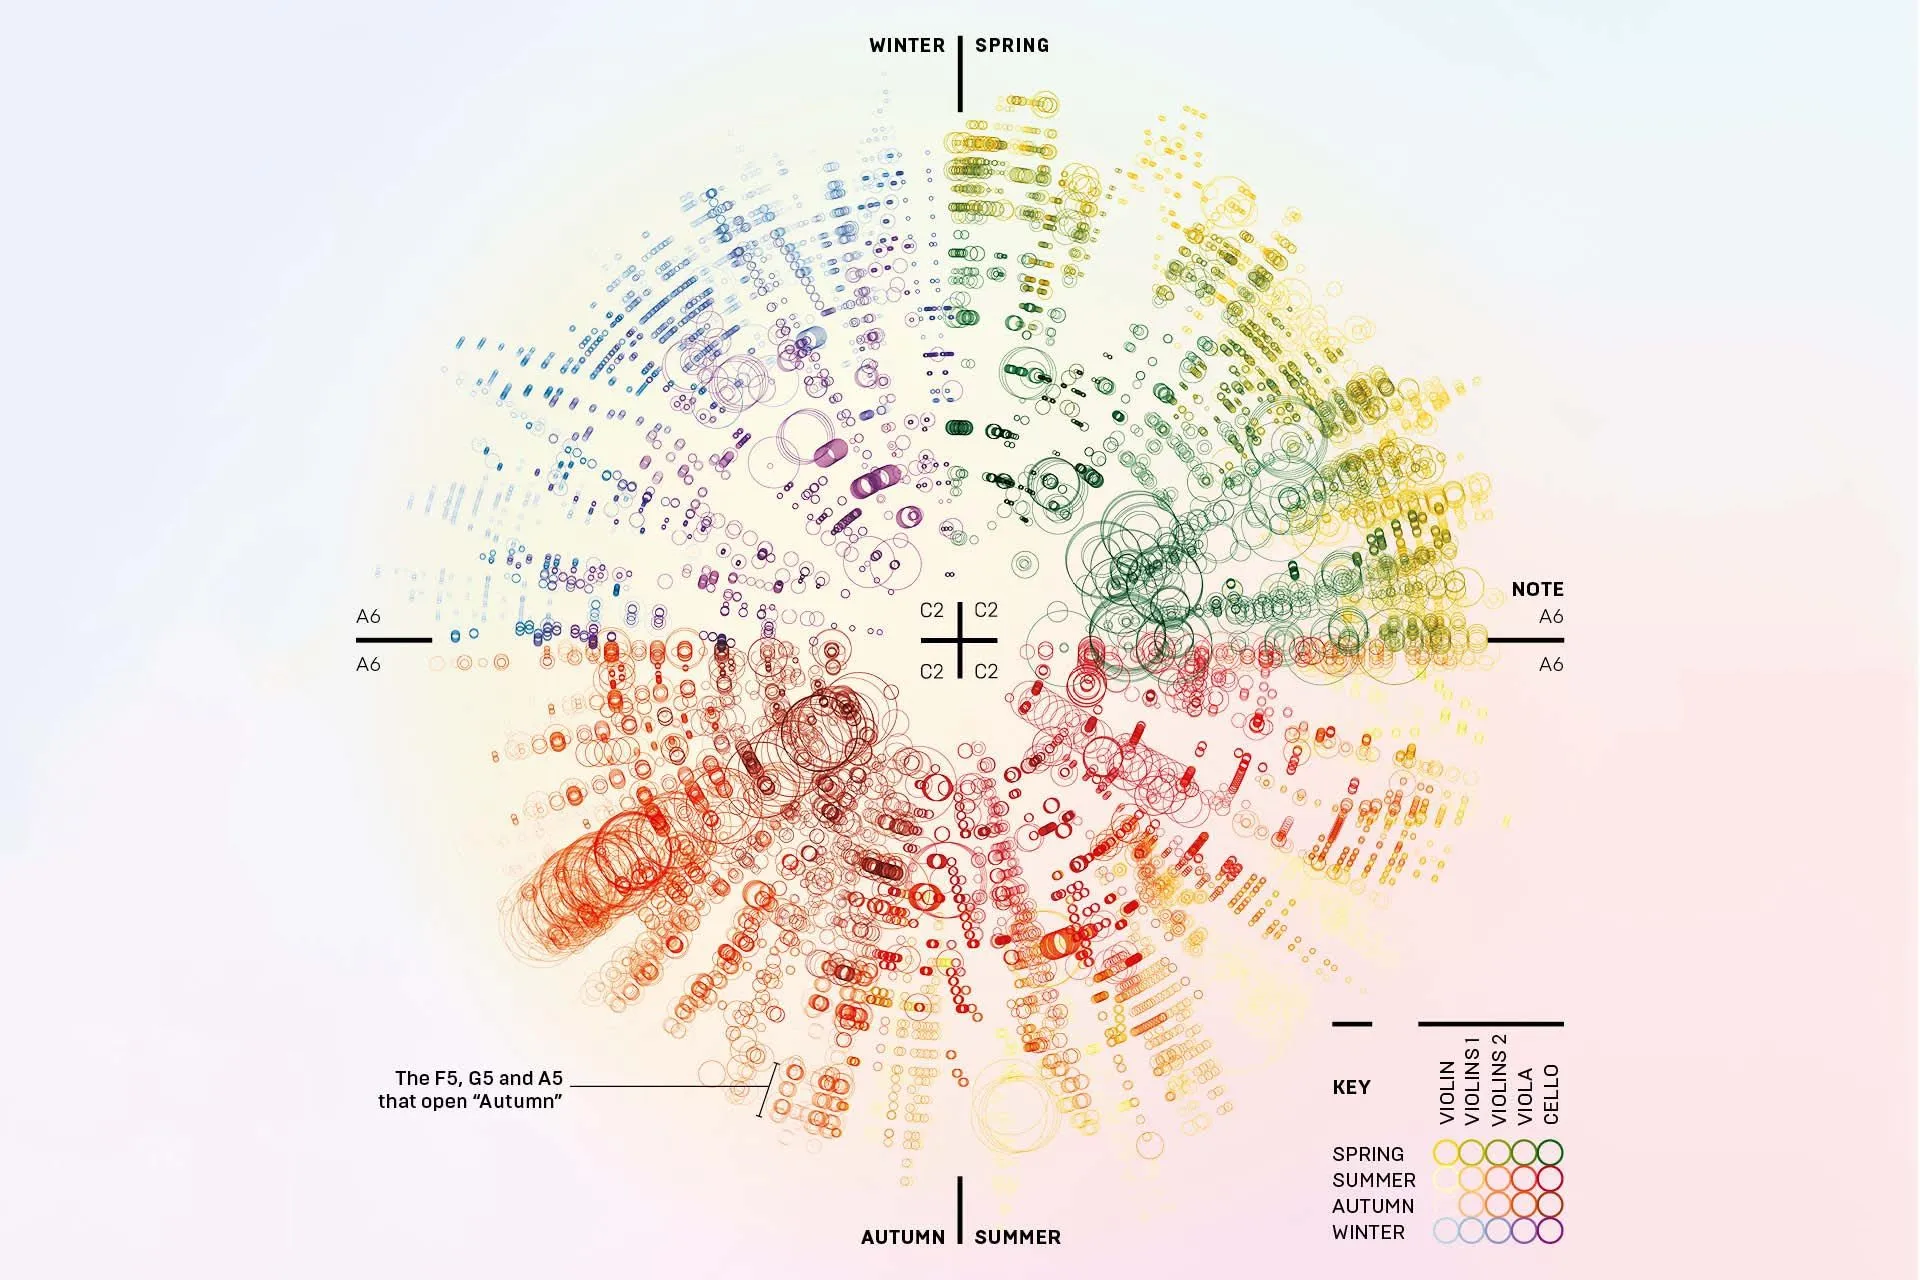 WINTER
SPRING
NOTE
A6
A6
C2
C2
A6
A6
C2
C2
The F5, G5 and A5
that open “Autumn”
KEY
VIOLIN
VIOLINS 1
VIOLINS 2
VIOLA
CELLO
SPRING
SUMMER
AUTUMN
WINTER
AUTUMN
SUMMER